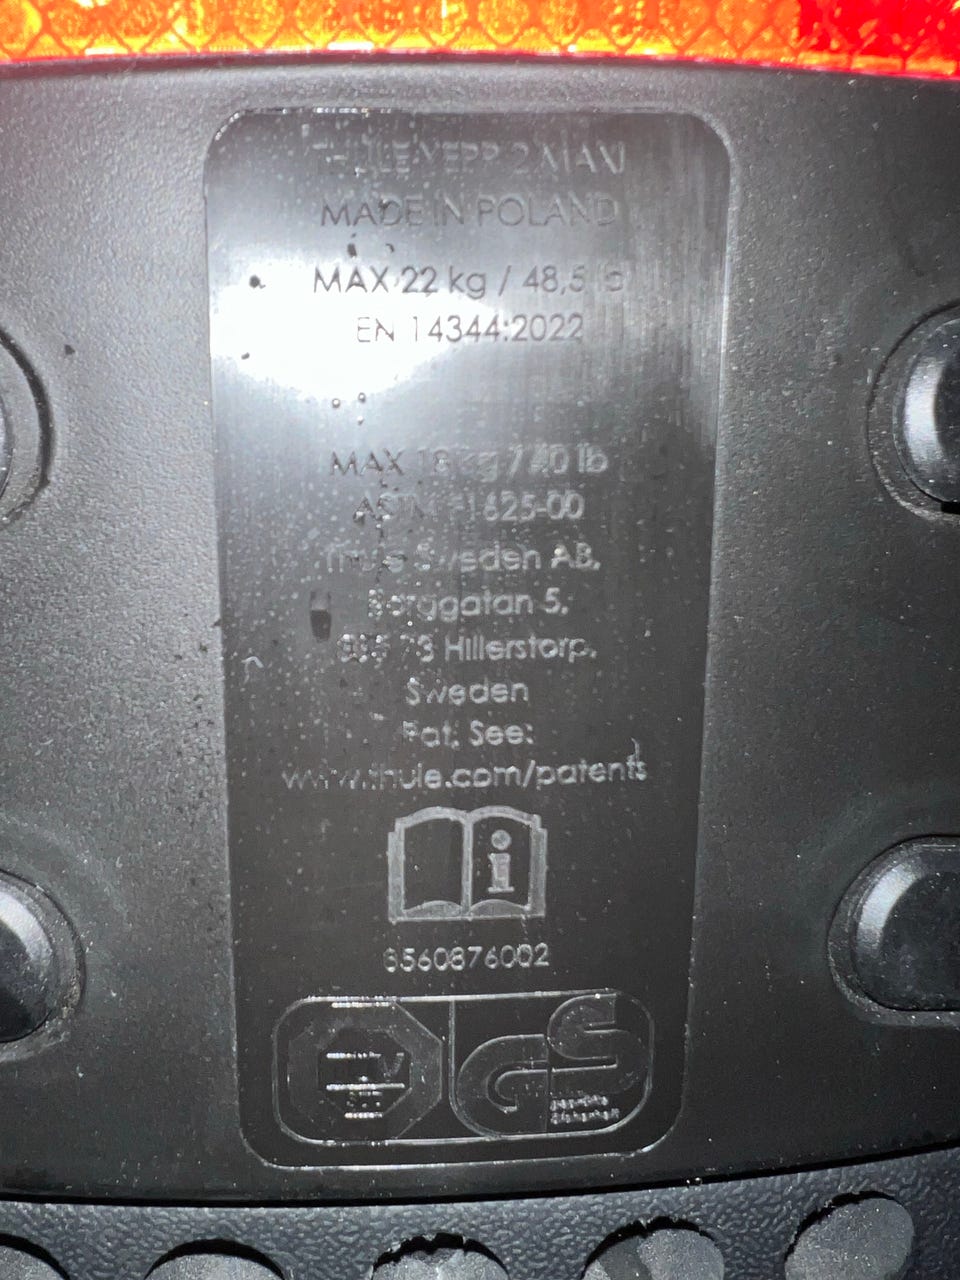 THULE YEPP 2 MAXI
MADE IN POLAND
MAX 22 kg / 48,5 lb
EN 14344:2022
MAX 18 kg / 40 lb
ASTM F1625-00
Thule Sweden AB,
Borggatan 5,
335 73 Hillerstorp,
Sweden
Pat. See:
www.thule.com/patents
i
8560876002
GS